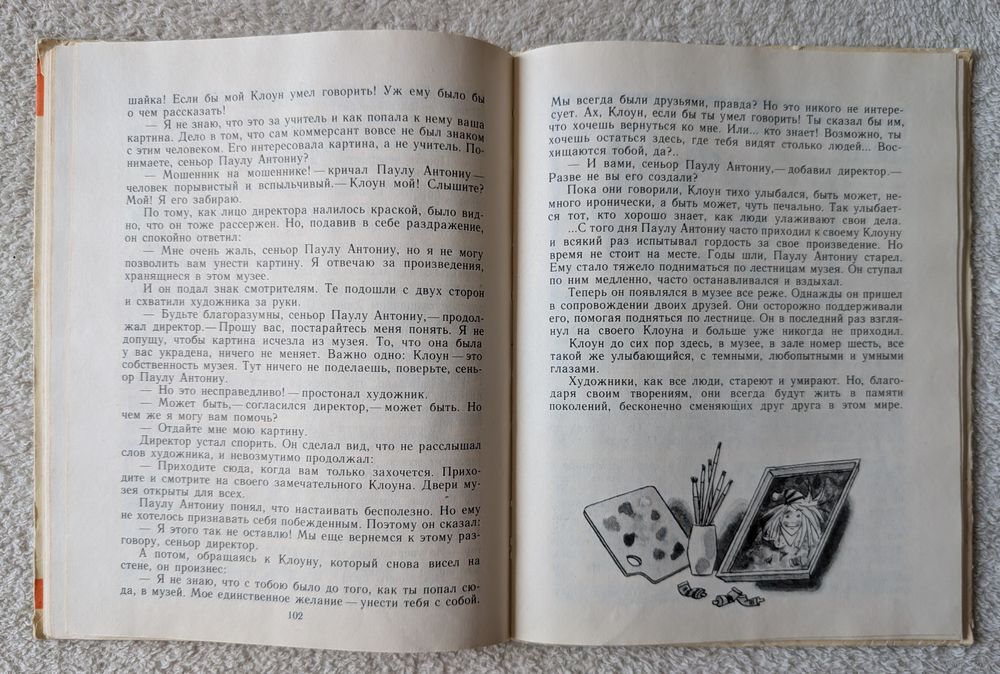 шайка! Если бы мой Клоун умел говорить! Уж ему было бы
о чем рассказать!
— Я не знаю, что это за учитель и как попала к нему ваша
картина. Дело в том, что сам коммерсант вовсе не был знаком
с этим человеком. Его интересовала картина, а не учитель. По-
нимаете, сеньор Паулу Антониу?
— Мошенник на мошеннике! — кричал Паулу Антониу —
человек порывистый и вспыльчивый. — Клоун мой! Слышите?
Мой! Я его забираю.
По тому, как лицо директора налилось краской, было вид-
но, что он тоже рассержен. Но, подавив в себе раздражение,
он спокойно ответил:
— Мне очень жаль, сеньор Паулу Антониу, но я не могу
позволить вам унести картину. Я отвечаю за произведения,
хранящиеся в этом музее.
И он подал знак смотрителям. Те подошли с двух сторон
и схватили художника за руки.
— Будьте благоразумны, сеньор Паулу Антониу, — продол-
жал директор. — Прошу вас, постарайтесь меня понять. Я не
допущу, чтобы картина исчезла из музея. То, что она была
у вас украдена, ничего не меняет. Важно одно: Клоун — это
собственность музея. Тут ничего не поделаешь, поверьте, сень-
ор Паулу Антониу.
— Но это несправедливо! — простонал художник.
— Может быть, — согласился директор, — может быть. Но
чем же я могу вам помочь?
— Отдайте мне мою картину.
Директор устал спорить. Он сделал вид, что не расслышал
слов художника, и невозмутимо продолжал:
— Приходите сюда, когда вам только захочется. Прихо-
дите и смотрите на своего замечательного Клоуна. Двери му-
зея открыты для всех.
Паулу Антониу понял, что настаивать бесполезно. Но ему
не хотелось признавать себя побежденным. Поэтому он сказал:
— Я этого так не оставлю! Мы еще вернемся к этому раз-
говору, сеньор директор.
А потом, обращаясь к Клоуну, который снова висел на
стене, он произнес:
— Я не знаю, что с тобою было до того, как ты попал сю-
да, в музей. Мое единственное желание — унести тебя с собой.
102
Мы всегда были друзьями, правда? Но это никого не интере-
сует. Ах, Клоун, если бы ты умел говорить! Ты сказал бы им,
что хочешь вернуться ко мне. Или... кто знает! Возможно, ты
хочешь остаться здесь, где тебя видят столько людей... Вос-
хищаются тобой, да?..
— И вами, сеньор Паулу Антониу, — добавил директор. —
Разве не вы его создали?
Пока они говорили, Клоун тихо улыбался, быть может, не-
много иронически, а быть может, чуть печально. Так улыбает-
ся тот, кто хорошо знает, как люди улаживают свои дела.
...С того дня Паулу Антониу часто приходил к своему Клоуну
и всякий раз испытывал гордость за свое произведение. Но
время не стоит на месте. Годы шли, Паулу Антониу старел.
Ему стало тяжело подниматься по лестницам музея. Он ступал
по ним медленно, часто останавливался и вздыхал.
Теперь он появлялся в музее все реже. Однажды он пришел
в сопровождении двоих друзей. Они осторожно поддерживали
его, помогая подняться по лестнице. Он в последний раз взгля-
нул на своего Клоуна и больше уже никогда не приходил.
Клоун до сих пор здесь, в музее, в зале номер шесть, все
такой же улыбающийся, с темными, любопытными и умными
глазами.
Художники, как все люди, стареют и умирают. Но, благо-
даря своим творениям, они всегда будут жить в памяти
поколений, бесконечно сменяющих друг друга в этом мире.